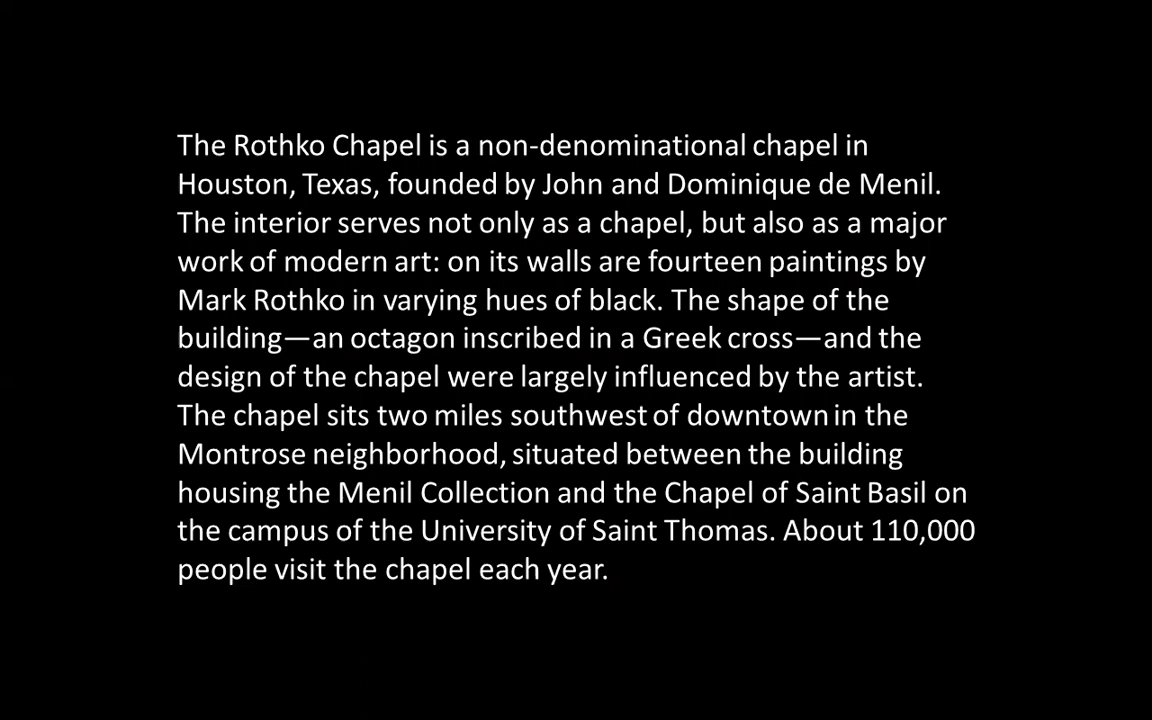 The Rothko Chapel is a non-denominational chapel in
Houston, Texas, founded by John and Dominique de Menil.
The interior serves not only as a chapel, but also as a major
work of modern art: on its walls are fourteen paintings by
Mark Rothko in varying hues of black. The shape of the
building—an octagon inscribed in a Greek cross—and the
design of the chapel were largely influenced by the artist.
The chapel sits two miles southwest of downtown in the
Montrose neighborhood, situated between the building
housing the Menil Collection and the Chapel of Saint Basil on
the campus of the University of Saint Thomas. About 110,000
people visit the chapel each year.